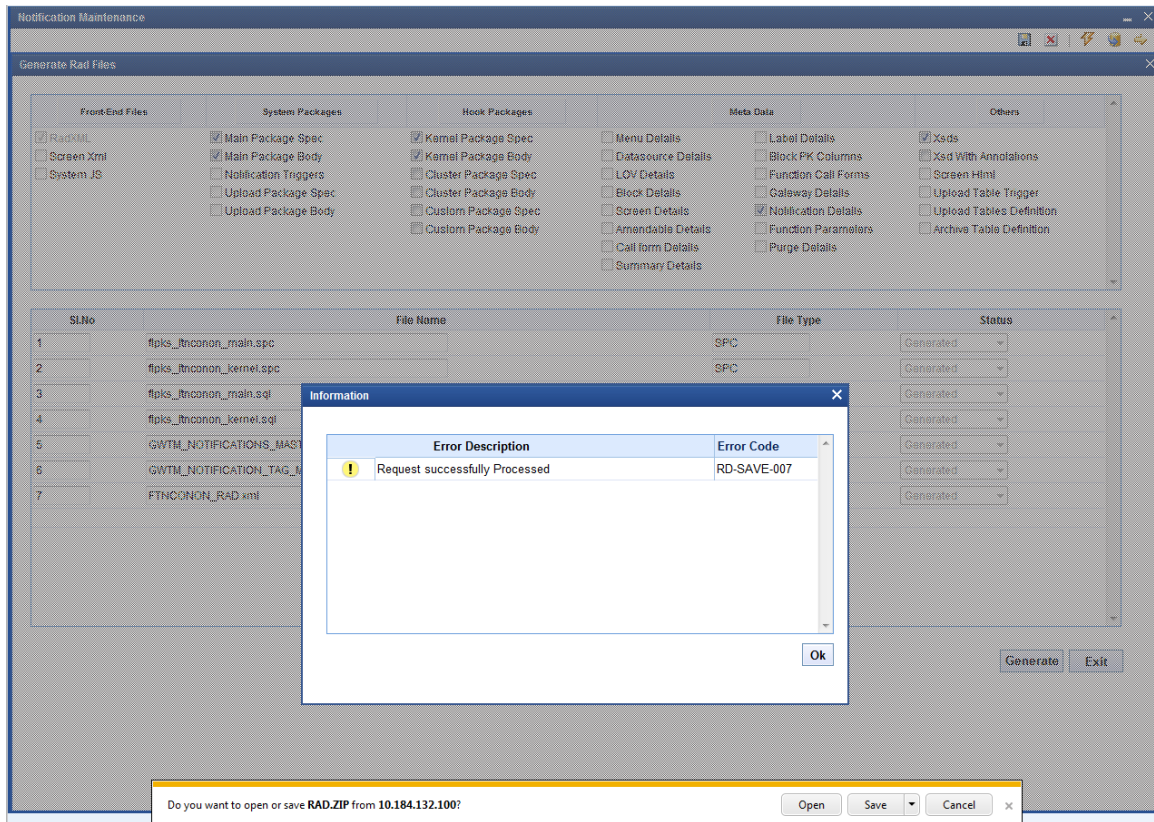 Notification Maintenance
Generate Rad Files
Front-End Files System Packages Hook Packages Meta Data Others
RadXML Main Package Spec Kernel Package Spec Menu Details Label Details Xsds
Screen Xml Main Package Body Kernel Package Body Datasource Details Block PK Columns Xsd With Annotations
System JS Notification Triggers Cluster Package Spec LOV Details Function Call Forms Screen Html
Upload Package Spec Cluster Package Body Block Details Gateway Details Upload Table Trigger
Upload Package Body Custom Package Spec Screen Details Notification Details Upload Tables Definition
Custom Package Body Amendable Details Function Parameters Archive Table Definition
Call form Details Purge Details
Summary Details
Sl.No File Name File Type Status
1 ftpks_ftnconon_main.spc SPC Generated
2 ftpks_ftnconon_kernel.spc SPC Generated
3 ftpks_ftnconon_main.sql Generated
4 ftpks_ftnconon_kernel.sql Generated
5 GWTM_NOTIFICATIONS_MAST Generated
6 GWTM_NOTIFICATION_TAG_M Generated
7 FTNCONON_RAD.xml Generated
Information
Error Description Error Code
Request successfully Processed RD-SAVE-007
Ok
Generate Exit
Do you want to open or save RAD.ZIP from 10.184.132.100? Open Save Cancel